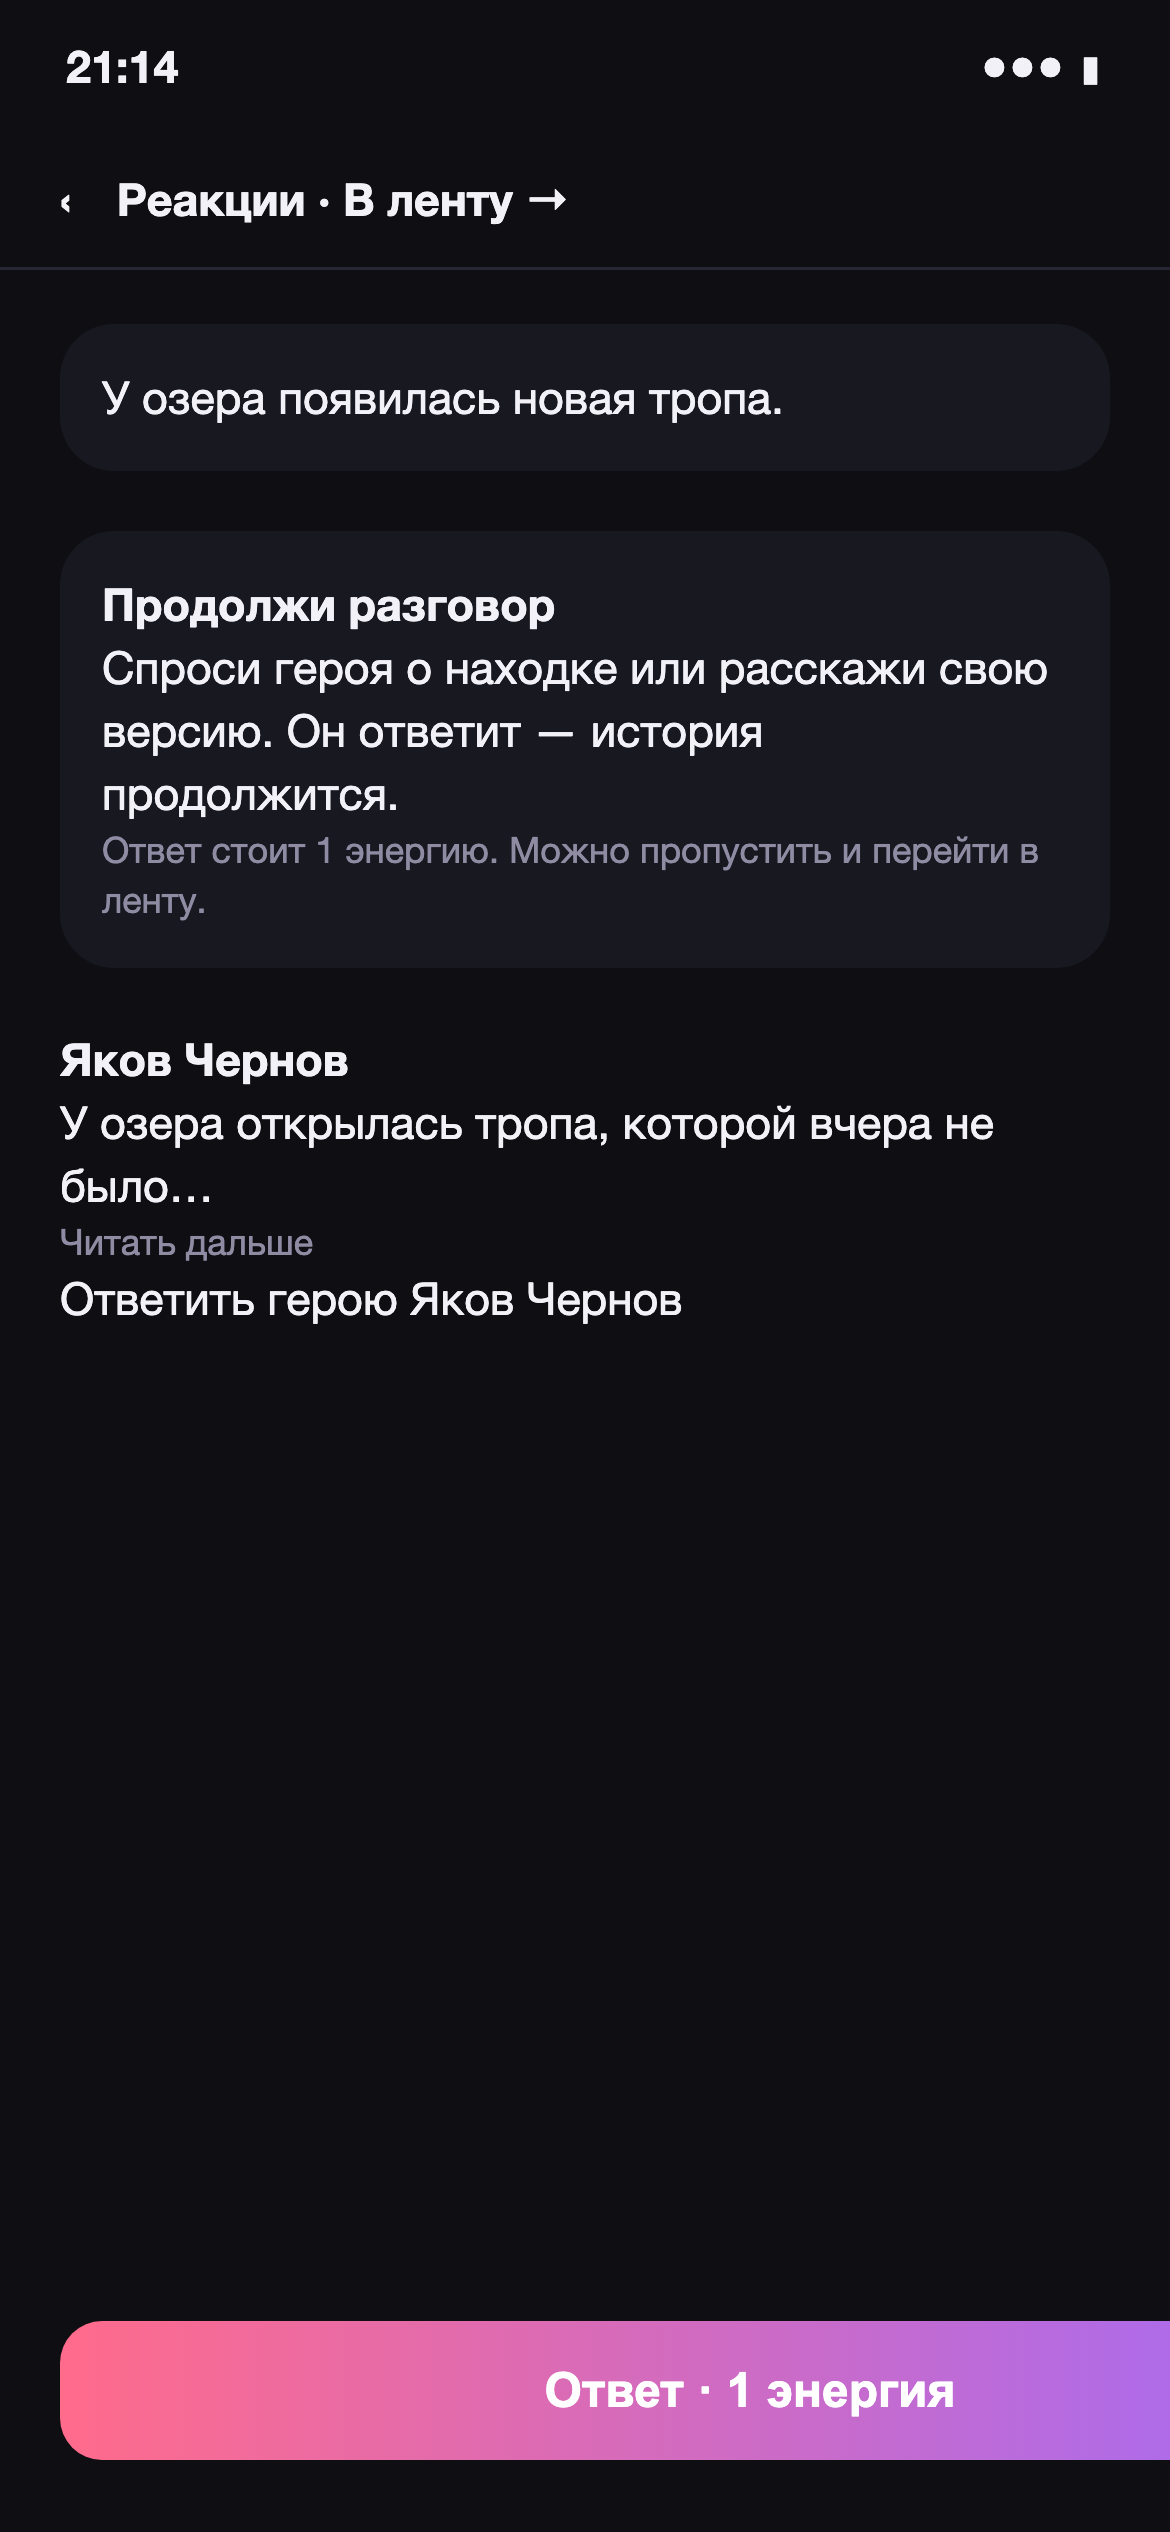 21:14
‹ Реакции · В ленту →
У озера появилась новая тропа.
Продолжи разговор
Спроси героя о находке или расскажи свою
версию. Он ответит — история
продолжится.
Ответ стоит 1 энергию. Можно пропустить и перейти в
ленту.
Яков Чернов
У озера открылась тропа, которой вчера не
было…
Читать дальше
Ответить герою Яков Чернов
Ответ · 1 энергия